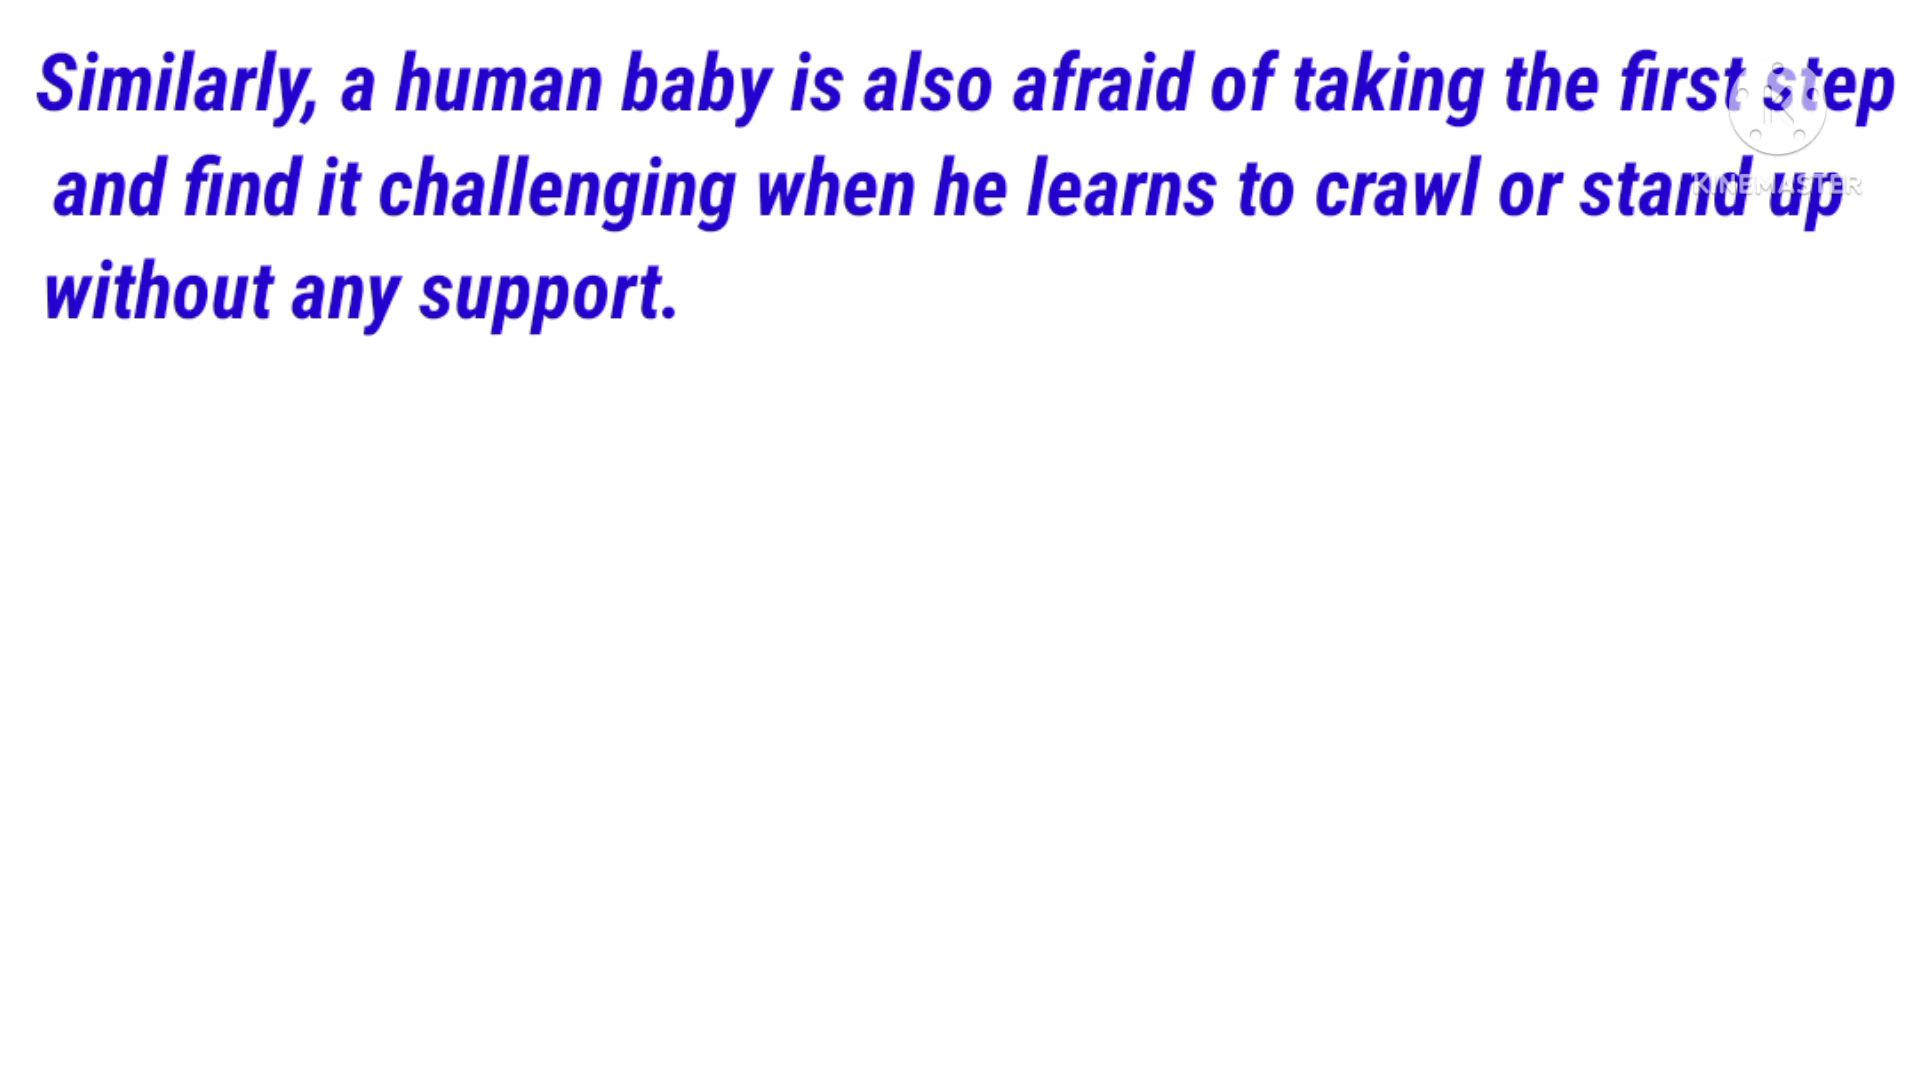 Similarly, a human baby is also afraid of taking the first step
and find it challenging when he learns to crawl or stand up
without any support.
KINEMASTER